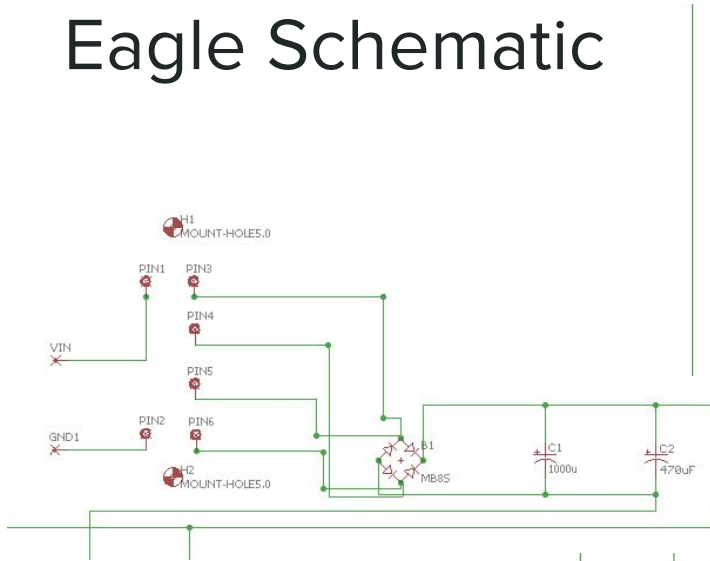 Eagle Schematic
H1
MOUNT-HOLE5.0
PIN1
PIN3
PIN4
VIN
PIN5
PIN2
PIN6
GND1
H2
MOUNT-HOLE5.0
B1
MB8S
C1
1000u
C2
470uF